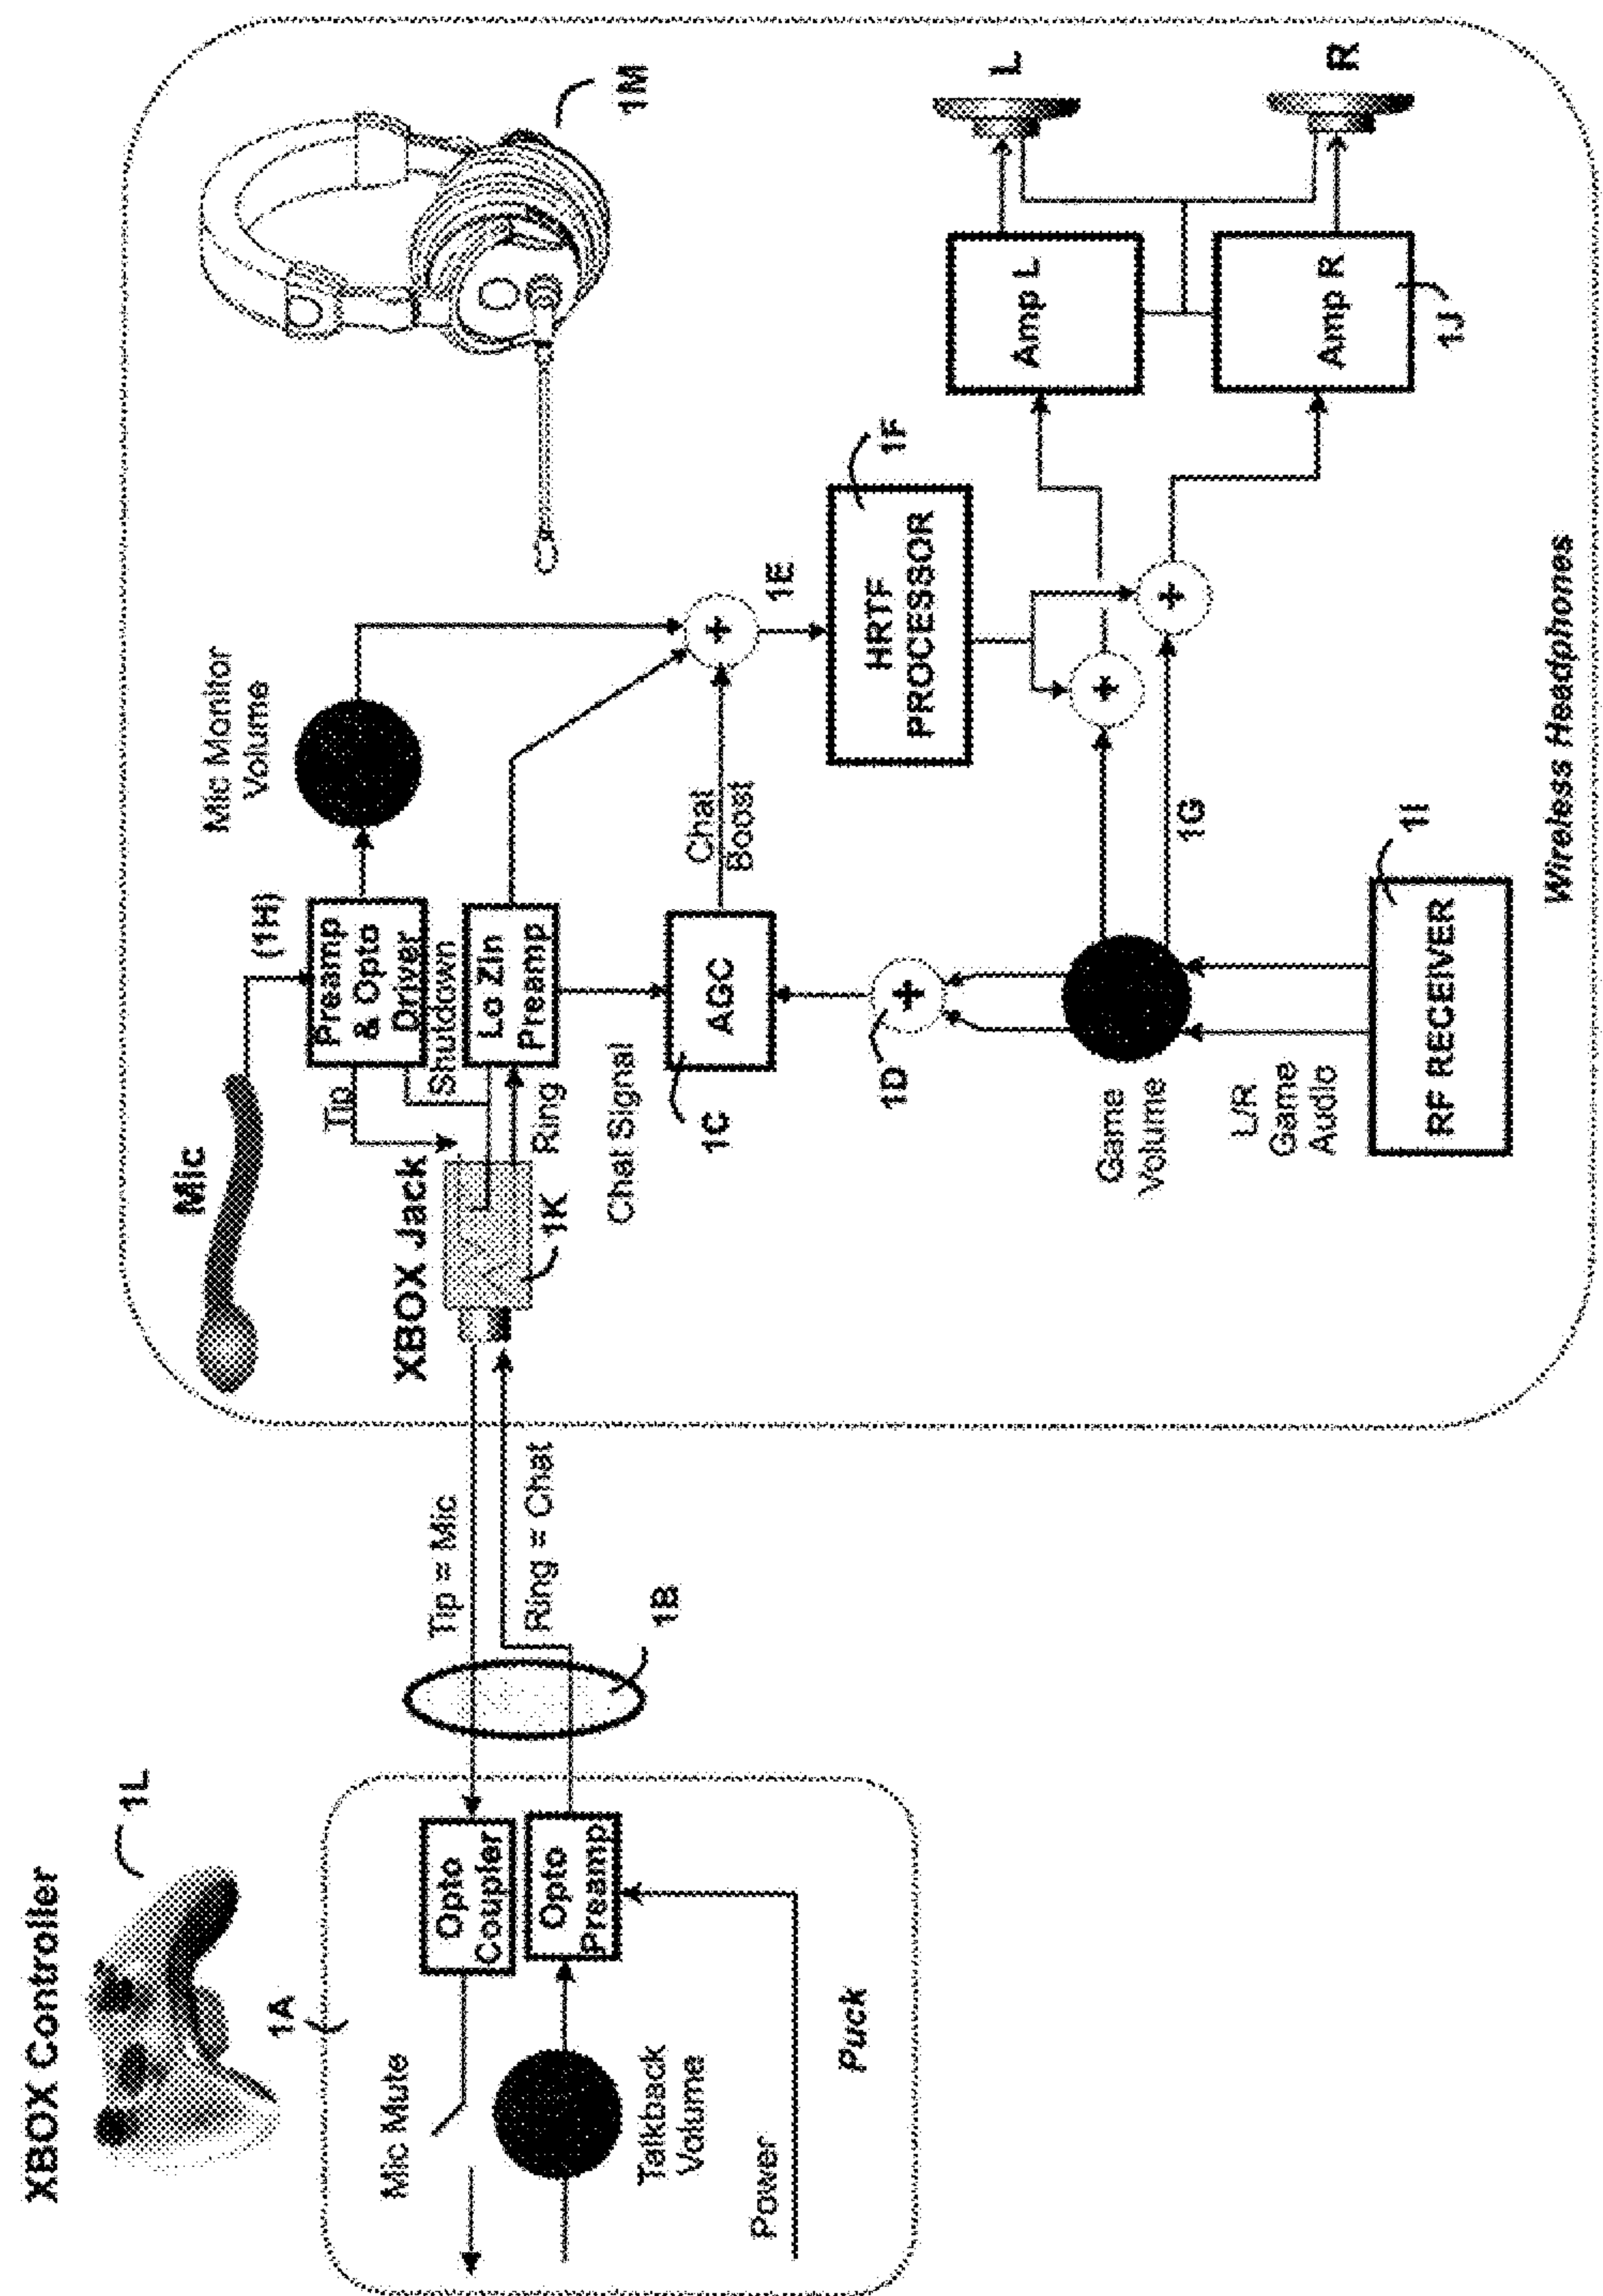 XBOX Controller
1L
1A
Mic Mute
Opto
Coupler
Opto
Preamp
Talkback
Volume
Power
Puck
Tip = Mic
Ring = Chat
1B
Mic
XBOX Jack
1K
Tip
Ring
(1H)
Preamp
& Opto
Driver
Shutdown
Lo Zin
Preamp
Chat Signal
Mic Monitor
Volume
1C
AGC
Chat
Boost
+
1E
1D
+
HRTF
PROCESSOR
1F
Game
Volume
L/R
Game
Audio
1G
+
+
RF RECEIVER
1I
Amp L
Amp R
1J
L
R
1M
Wireless Headphones